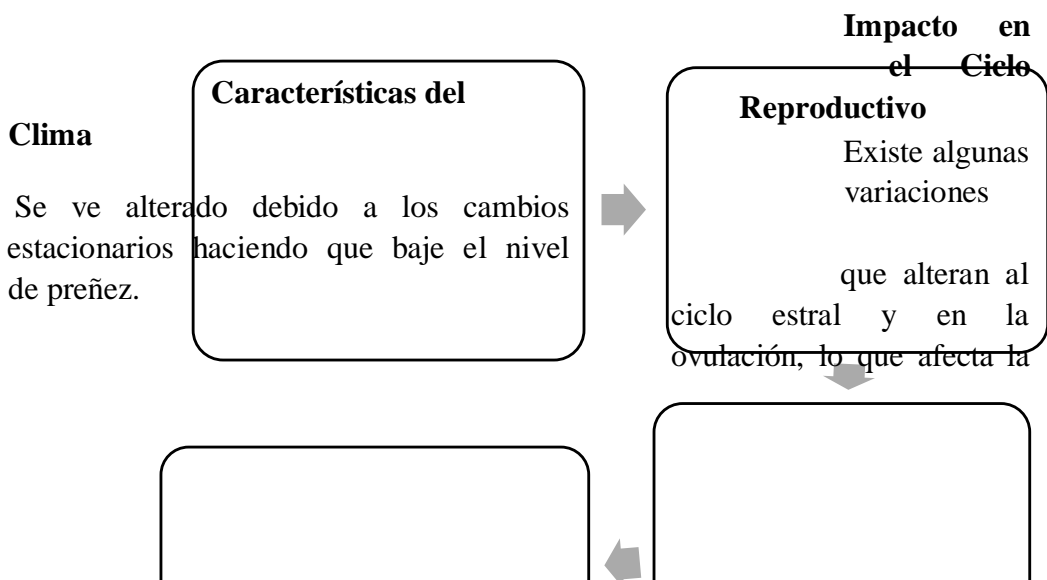 Características del
Clima
Se ve alterado debido a los cambios
estacionarios haciendo que baje el nivel
de preñez.
Impacto en
el Ciclo
Reproductivo
Existe algunas
variaciones
que alteran al
ciclo estral y en la
ovulación, lo que afecta la